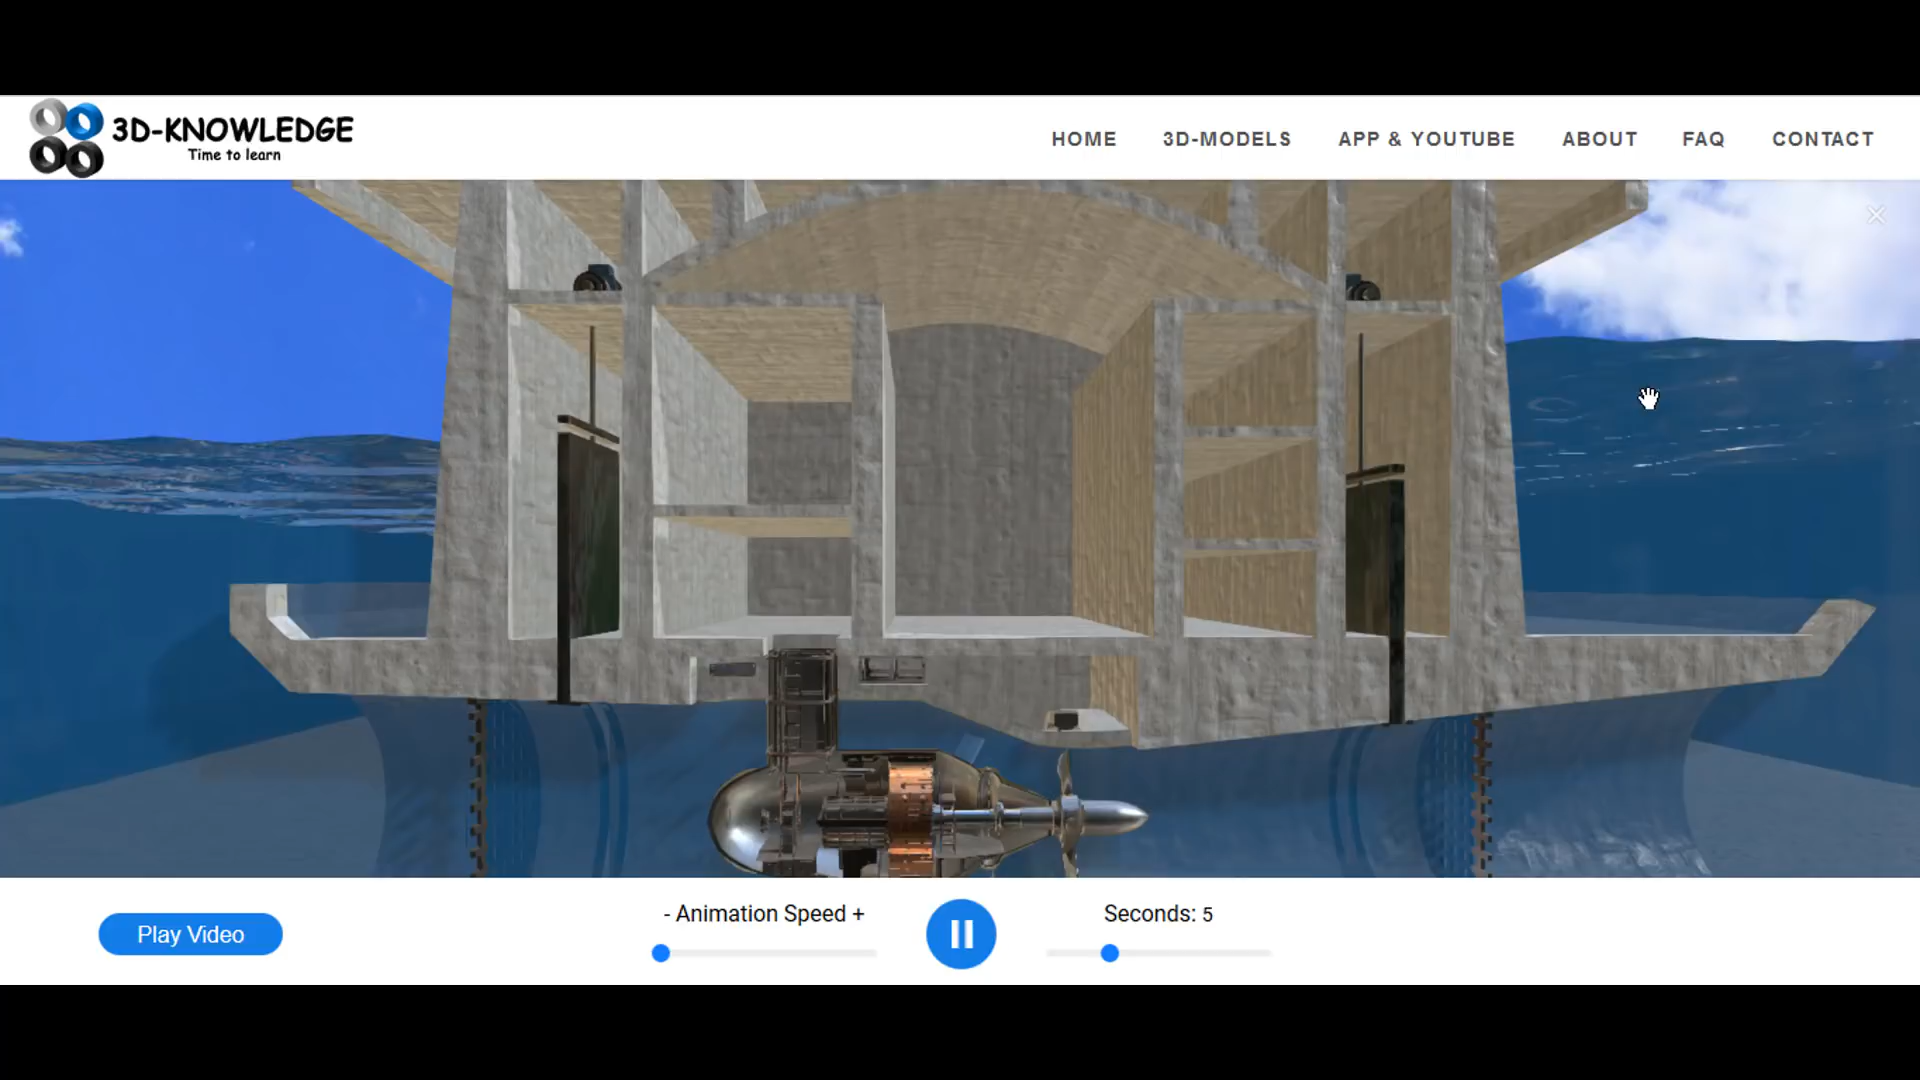 3D-KNOWLEDGE
Time to learn
HOME 3D-MODELS APP & YOUTUBE ABOUT FAQ CONTACT
Play Video
- Animation Speed +
Seconds: 5